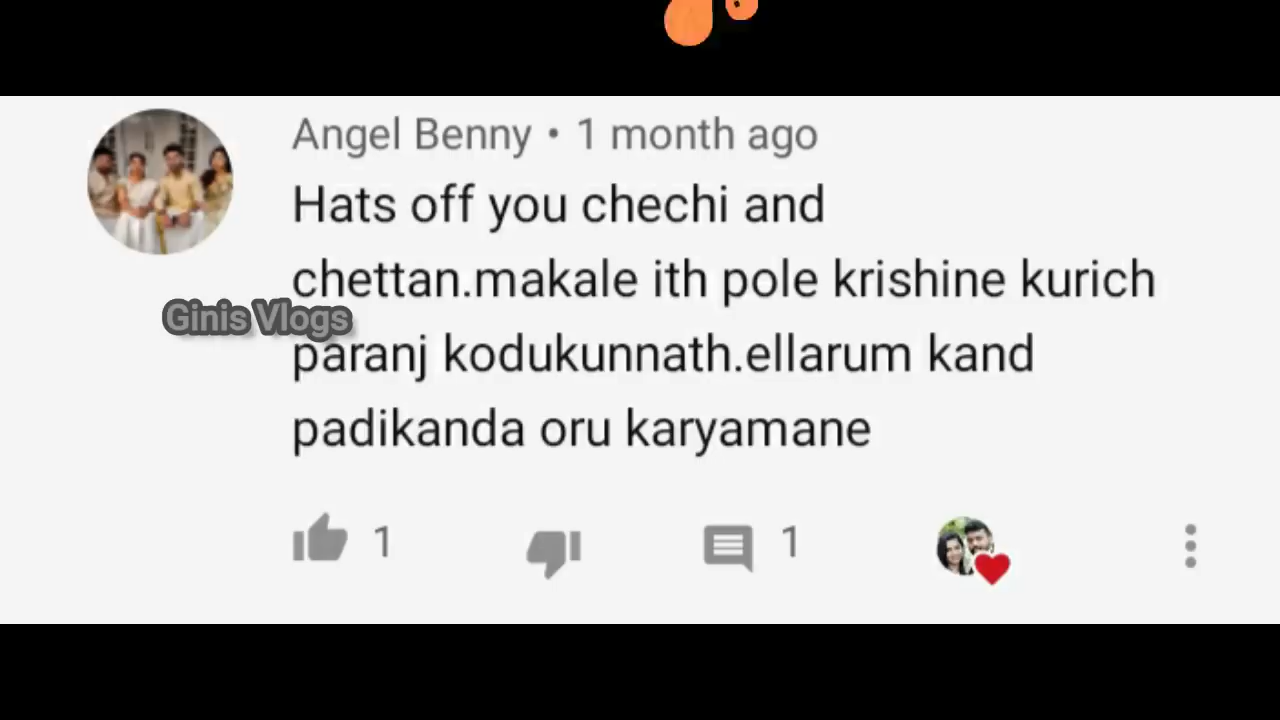 Angel Benny • 1 month ago
Hats off you chechi and
chettan.makale ith pole krishine kurich
Ginis Vlogs
paranj kodukunnath.ellarum kand
padikanda oru karyamane
1
1